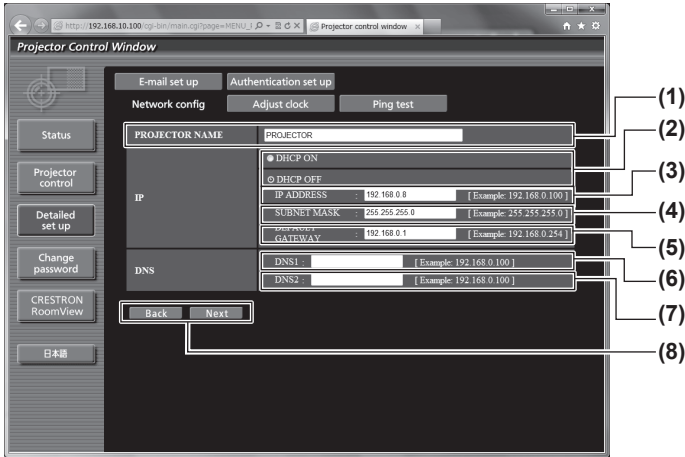 http://192.168.10.100/cgi-bin/main.cgi?page=MENU_I
Projector control window
Projector Control Window
E-mail set up
Authentication set up
Network config
Adjust clock
Ping test
(1)
(2)
(3)
(4)
(5)
(6)
(7)
(8)
Status
Projector
control
Detailed
set up
Change
password
CRESTRON
RoomView
日本語
PROJECTOR NAME
PROJECTOR
IP
DHCP ON
DHCP OFF
IP ADDRESS : 192.168.0.8 [ Example: 192.168.0.100 ]
SUBNET MASK : 255.255.255.0 [ Example: 255.255.255.0 ]
DEFAULT
GATEWAY : 192.168.0.1 [ Example: 192.168.0.254 ]
DNS
DNS1 : [ Example: 192.168.0.100 ]
DNS2 : [ Example: 192.168.0.100 ]
Back
Next